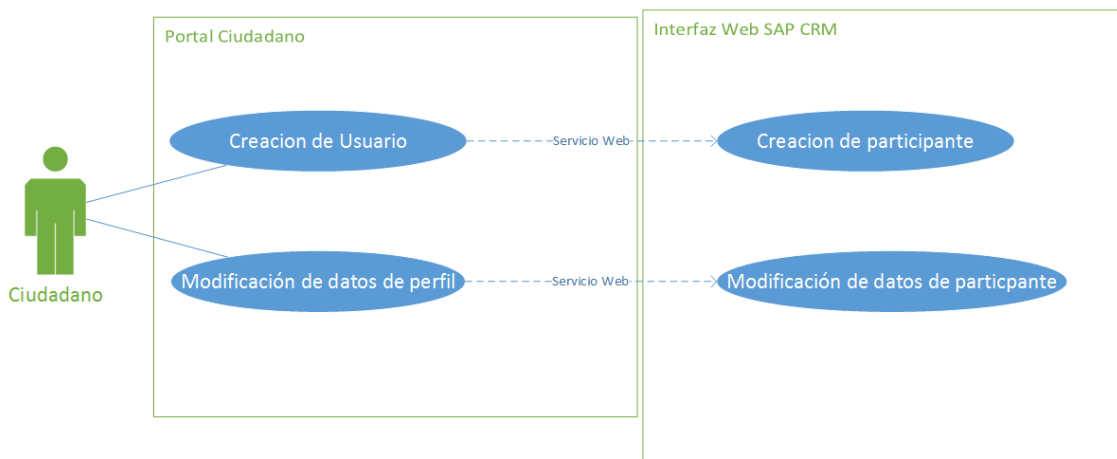 Portal Ciudadano
Interfaz Web SAP CRM
Creacion de Usuario
Servicio Web
Creacion de participante
Ciudadano
Modificación de datos de perfil
Servicio Web
Modificación de datos de particpante